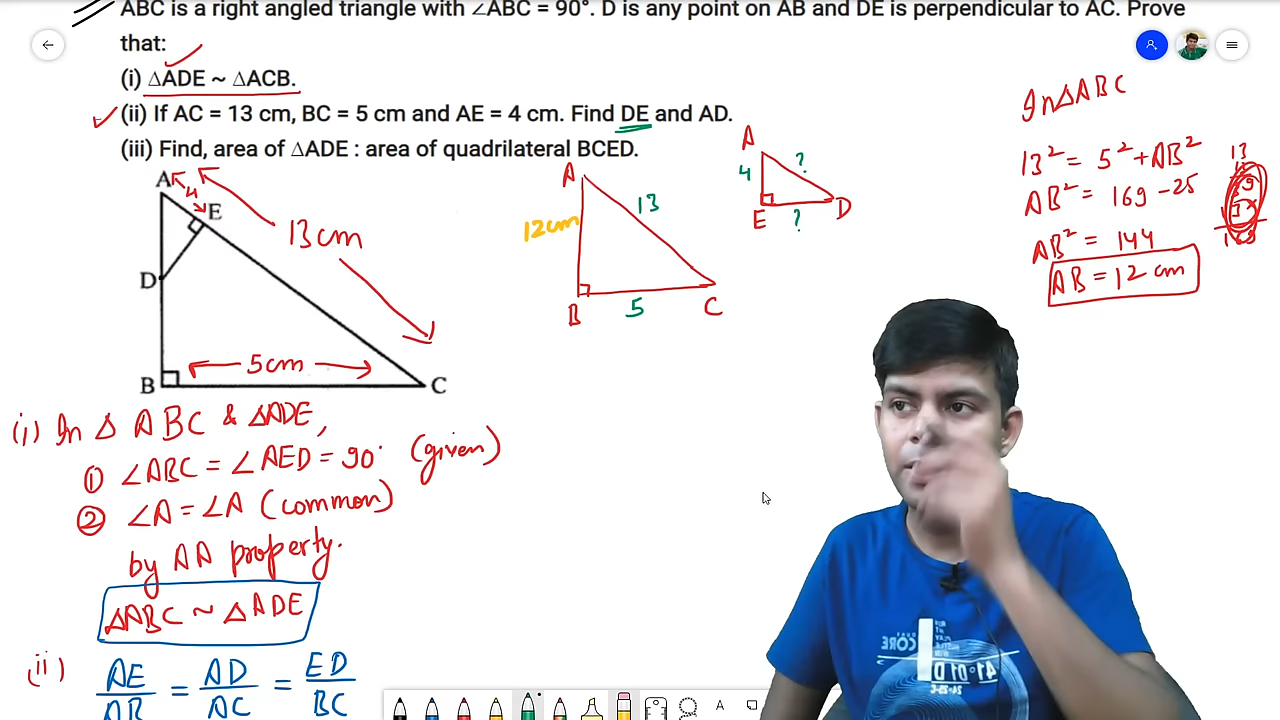 ABC is a right angled triangle with ∠ABC = 90°. D is any point on AB and DE is perpendicular to AC. Prove
that:
(i) △ADE ~ △ACB.
(ii) If AC = 13 cm, BC = 5 cm and AE = 4 cm. Find DE and AD.
(iii) Find, area of △ADE : area of quadrilateral BCED.
A
4
E
13cm
D
5cm
B
C
A
12cm
13
B
5
C
A
4
?
E
?
D
In △ABC
13² = 5² + AB²
AB² = 169 - 25
AB² = 144
AB = 12 cm
13
(i) In △ ABC & △ADE,
① ∠ABC = ∠AED = 90° (given)
② ∠A = ∠A (common)
by AA property.
△ABC ~ △ADE
(ii) AE/AB = AD/AC = ED/BC
A
CORE